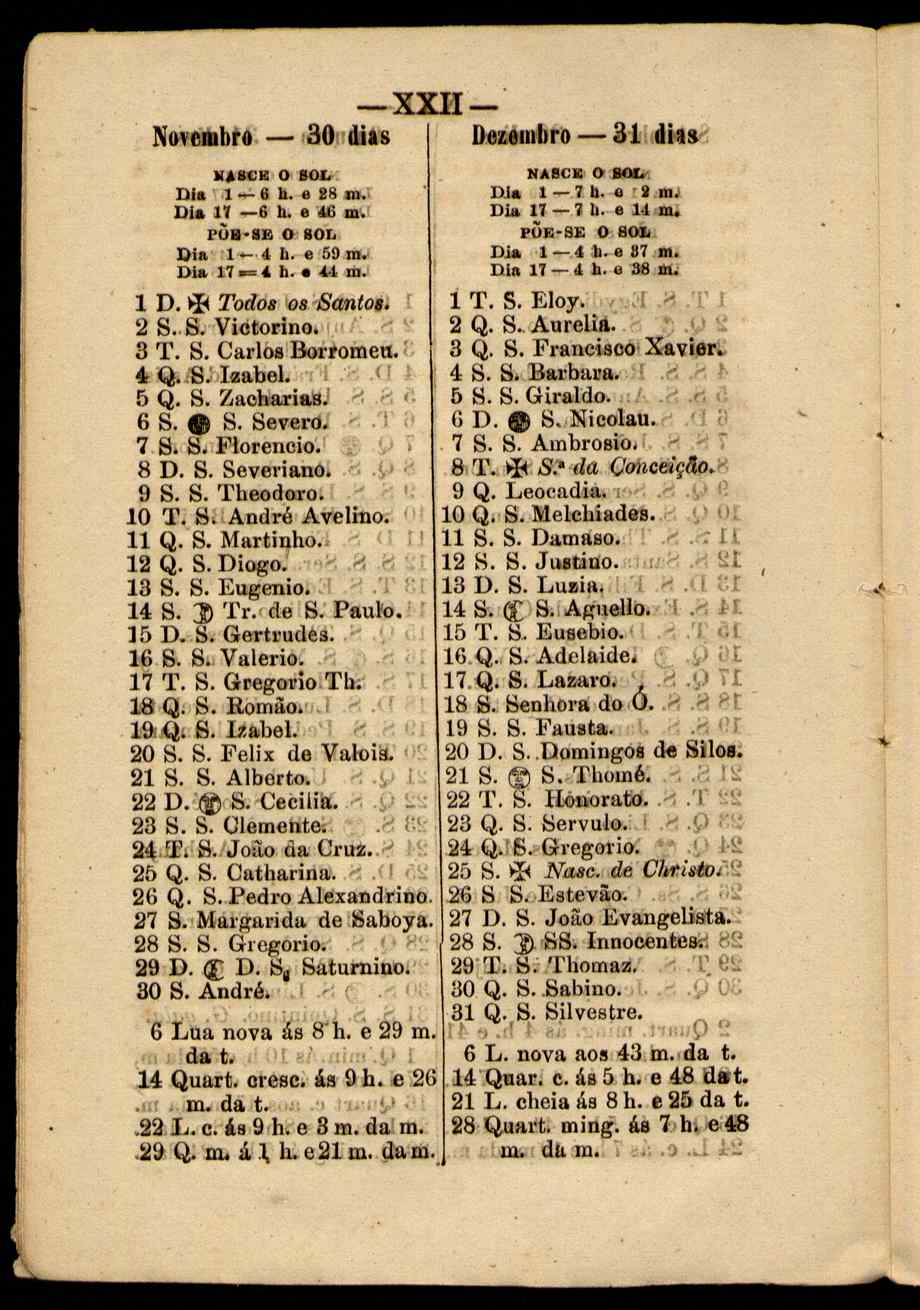 — XXII —
Novembro — 30 dias
NASCE O SOL
Dia 1 — 6 h. e 28 m.
Dia 17 — 6 h. e 46 m.
PÕE-SE O SOL
Dia 1 — 4 h. e 59 m.
Dia 17 = 4 h. e 44 m.
1 D. ✠ Todos os Santos.
2 S. S. Victorino.
3 T. S. Carlos Borromeu.
4 Q. S. Izabel.
5 Q. S. Zacharias.
6 S. S. Severo.
7 S. S. Florencio.
8 D. S. Severiano.
9 S. S. Theodoro.
10 T. S. André Avelino.
11 Q. S. Martinho.
12 Q. S. Diogo.
13 S. S. Eugenio.
14 S. Tr. de S. Paulo.
15 D. S. Gertrudes.
16 S. S. Valerio.
17 T. S. Gregorio Th.
18 Q. S. Romão.
19 Q. S. Izabel.
20 S. S. Felix de Valois.
21 S. S. Alberto.
22 D. S. Cecilia.
23 S. S. Clemente.
24 T. S. João da Cruz.
25 Q. S. Catharina.
26 Q. S. Pedro Alexandrino.
27 S. Margarida de Saboya.
28 S. S. Gregorio.
29 D. D. S. Saturnino.
30 S. André.
6 Lua nova ás 8 h. e 29 m.
da t.
14 Quart. cresc. ás 9 h. e 26
m. da t.
22 L. c. ás 9 h. e 3 m. da m.
29 Q. m. á 1 h. e 21 m. da m.
Dezembro — 31 dias
NASCE O SOL
Dia 1 — 7 h. e 2 m.
Dia 17 — 7 h. e 14 m.
PÕE-SE O SOL
Dia 1 — 4 h. e 37 m.
Dia 17 — 4 h. e 38 m.
1 T. S. Eloy.
2 Q. S. Aurelia.
3 Q. S. Francisco Xavier.
4 S. S. Barbara.
5 S. S. Giraldo.
6 D. S. Nicolau.
7 S. S. Ambrosio.
8 T. ✠ S.ª da Conceição.
9 Q. Leocadia.
10 Q. S. Melchiades.
11 S. S. Damaso.
12 S. S. Justino.
13 D. S. Luzia.
14 S. S. Agnello.
15 T. S. Eusebio.
16 Q. S. Adelaide.
17 Q. S. Lazaro.
18 S. Senhora do Ó.
19 S. S. Fausta.
20 D. S. Domingos de Silos.
21 S. S. Thomé.
22 T. S. Honorato.
23 Q. S. Servulo.
24 Q. S. Gregorio.
25 S. ✠ Nasc. de Christo.
26 S S. Estevão.
27 D. S. João Evangelista.
28 S. SS. Innocentes.
29 T. S. Thomaz.
30 Q. S. Sabino.
31 Q. S. Silvestre.
6 L. nova aos 43 m. da t.
14 Quar. c. ás 5 h. e 48 da t.
21 L. cheia ás 8 h. e 25 da t.
28 Quart. ming. ás 7 h. e 48
m. da m.